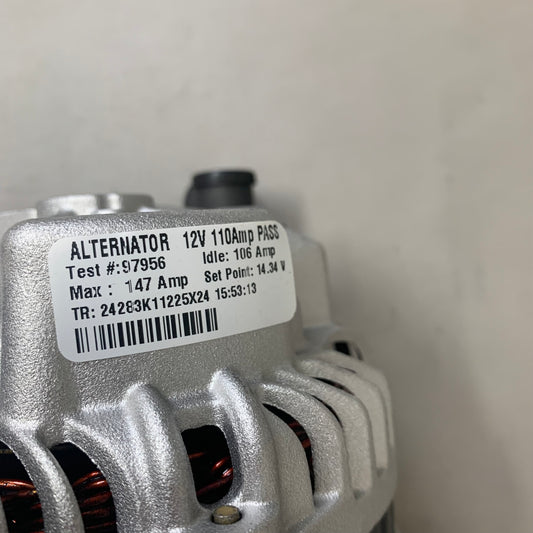 ALTERNATOR 12V 110Amp PASS
Test #:97956 Idle: 106 Amp
Max : 147 Amp Set Point: 14.34 V
TR: 24283K11225X24 15:53:13